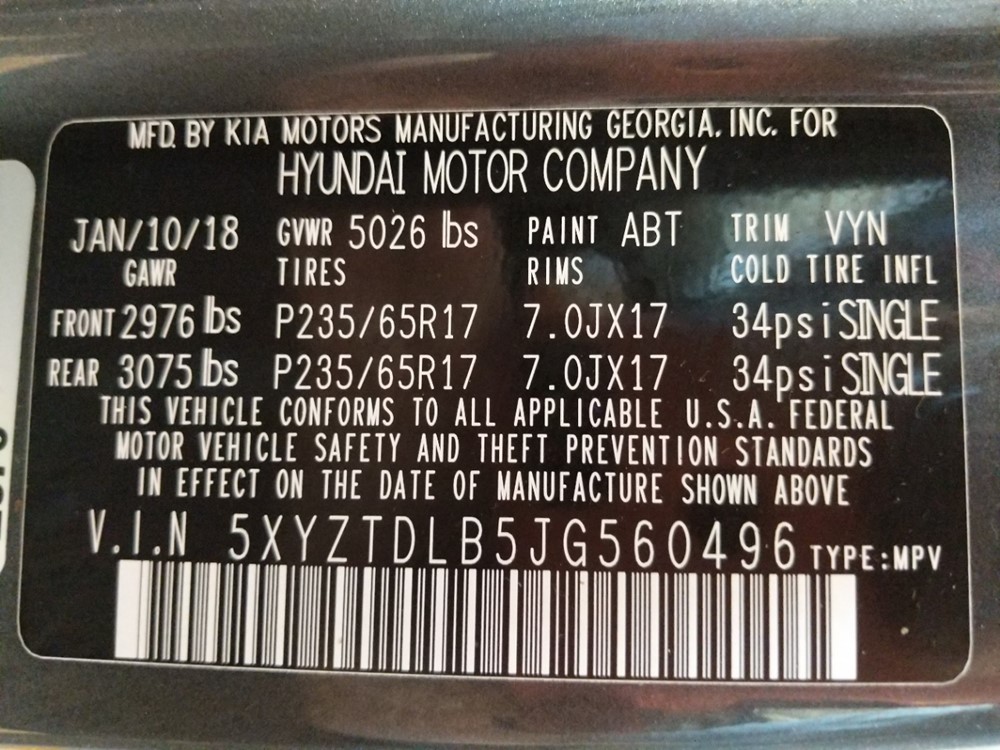 MFD. BY KIA MOTORS MANUFACTURING GEORGIA. INC. FOR
HYUNDAI MOTOR COMPANY
JAN/10/18 GVWR 5026 lbs PAINT ABT TRIM VYN
GAWR TIRES RIMS COLD TIRE INFL
FRONT 2976 lbs P235/65R17 7.0JX17 34psi SINGLE
REAR 3075 lbs P235/65R17 7.0JX17 34psi SINGLE
THIS VEHICLE CONFORMS TO ALL APPLICABLE U.S.A. FEDERAL
MOTOR VEHICLE SAFETY AND THEFT PREVENTION STANDARDS
IN EFFECT ON THE DATE OF MANUFACTURE SHOWN ABOVE
V.I.N 5XYZTDLB5JG560496 TYPE:MPV